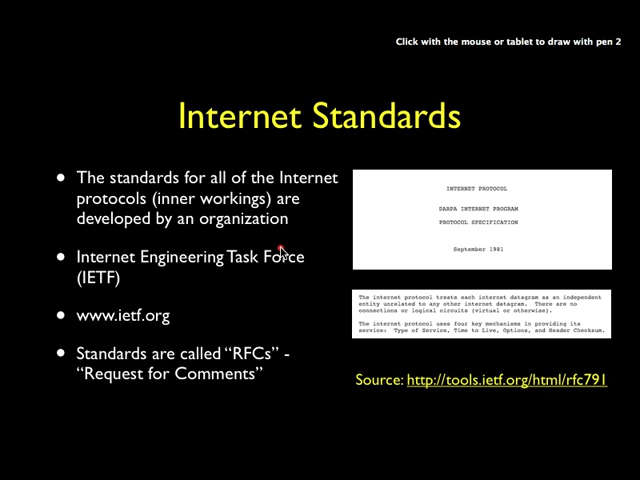 Click with the mouse or tablet to draw with pen 2
Internet Standards
• The standards for all of the Internet
protocols (inner workings) are
developed by an organization
• Internet Engineering Task Force
(IETF)
• www.ietf.org
• Standards are called “RFCs” -
“Request for Comments”
INTERNET PROTOCOL
DARPA INTERNET PROGRAM
PROTOCOL SPECIFICATION
September 1981
The internet protocol treats each internet datagram as an independent
entity unrelated to any other internet datagram.  There are no
connections or logical circuits (virtual or otherwise).
The internet protocol uses four key mechanisms in providing its
service:  Type of Service, Time to Live, Options, and Header Checksum.
Source: http://tools.ietf.org/html/rfc791